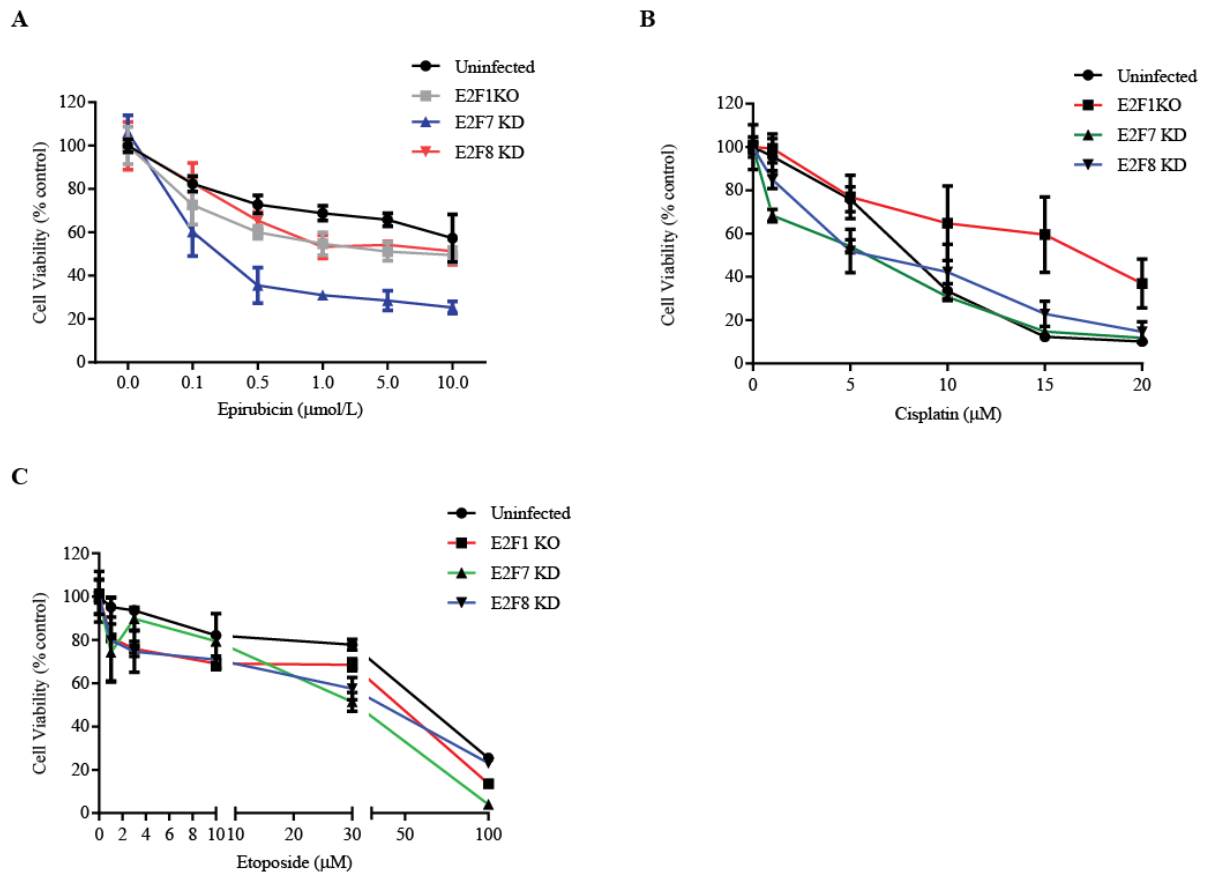 A
Uninfected
E2F1KO
E2F7 KD
E2F8 KD
120
100
80
60
40
20
0
Cell Viability (% control)
0.0 0.1 0.5 1.0 5.0 10.0
Epirubicin (μmol/L)
B
Uninfected
E2F1KO
E2F7 KD
E2F8 KD
120
100
80
60
40
20
0
Cell Viability (% control)
0 5 10 15 20
Cisplatin (μM)
C
Uninfected
E2F1 KO
E2F7 KD
E2F8 KD
120
100
80
60
40
20
0
Cell Viability (% control)
0 2 4 6 8 10 10 20 30 50 100
Etoposide (μM)